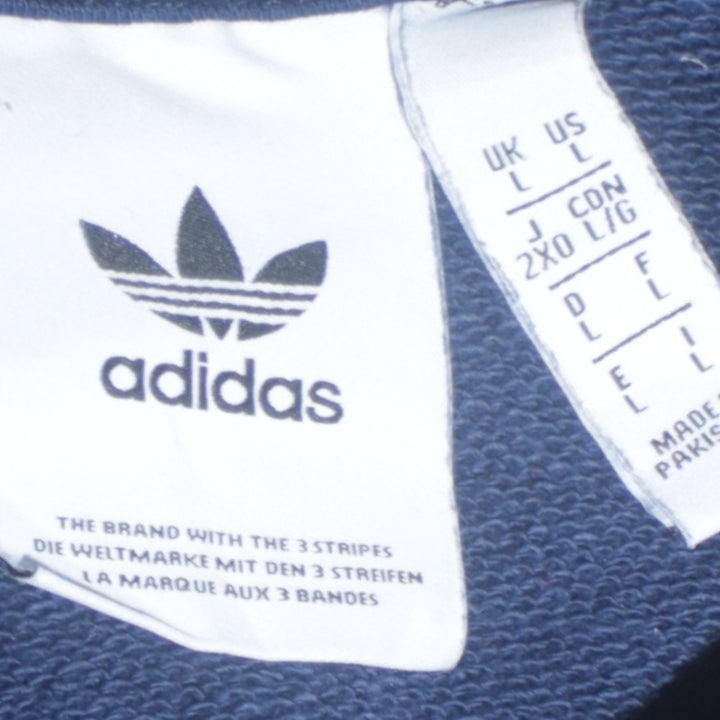 adidas
THE BRAND WITH THE 3 STRIPES
DIE WELTMARKE MIT DEN 3 STREIFEN
LA MARQUE AUX 3 BANDES
UK US
L L
J CDN
2XO L/G
D F
L L
E I
L L
MADE
PAKIS